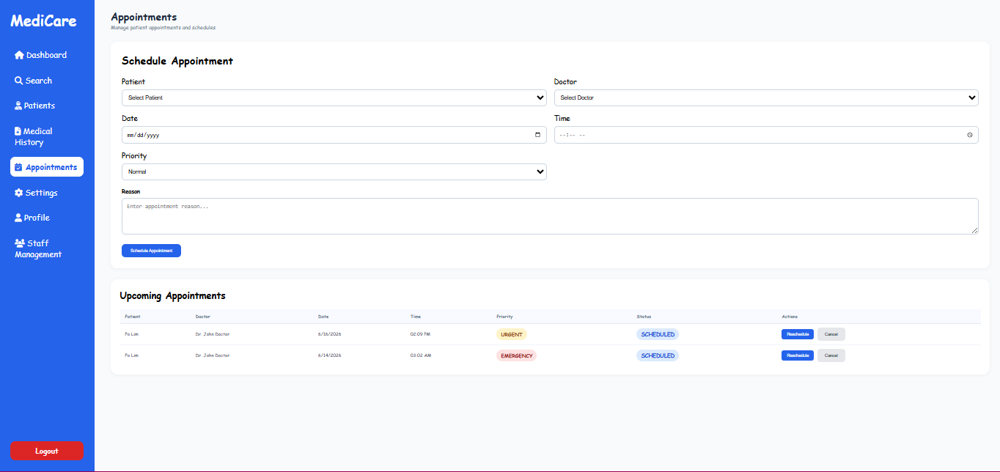 MediCare
Dashboard
Search
Patients
Medical
History
Appointments
Settings
Profile
Staff
Management
Logout
Appointments
Manage patient appointments and schedules
Schedule Appointment
Patient Doctor
Select Patient Select Doctor
Date Time
mm/dd/yyyy --:-- --
Priority
Normal
Reason
Enter appointment reason...
Schedule Appointment
Upcoming Appointments
Patient Doctor Date Time Priority Status Actions
Po Lim Dr. John Doctor 6/16/2026 02:09 PM URGENT SCHEDULED Reschedule Cancel
Po Lim Dr. John Doctor 6/14/2026 03:02 AM EMERGENCY SCHEDULED Reschedule Cancel